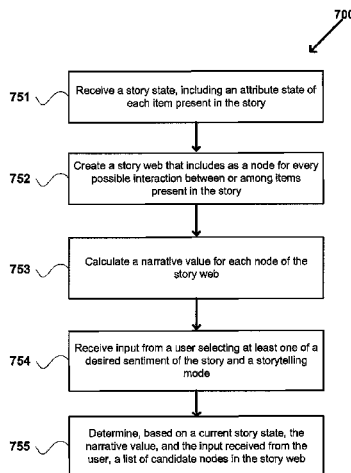 700
751
Receive a story state, including an attribute state of
each item present in the story
752
Create a story web that includes as a node for every
possible interaction between or among items
present in the story
753
Calculate a narrative value for each node of the
story web
754
Receive input from a user selecting at least one of a
desired sentiment of the story and a storytelling
mode
755
Determine, based on a current story state, the
narrative value, and the input received from the
user, a list of candidate nodes in the story web